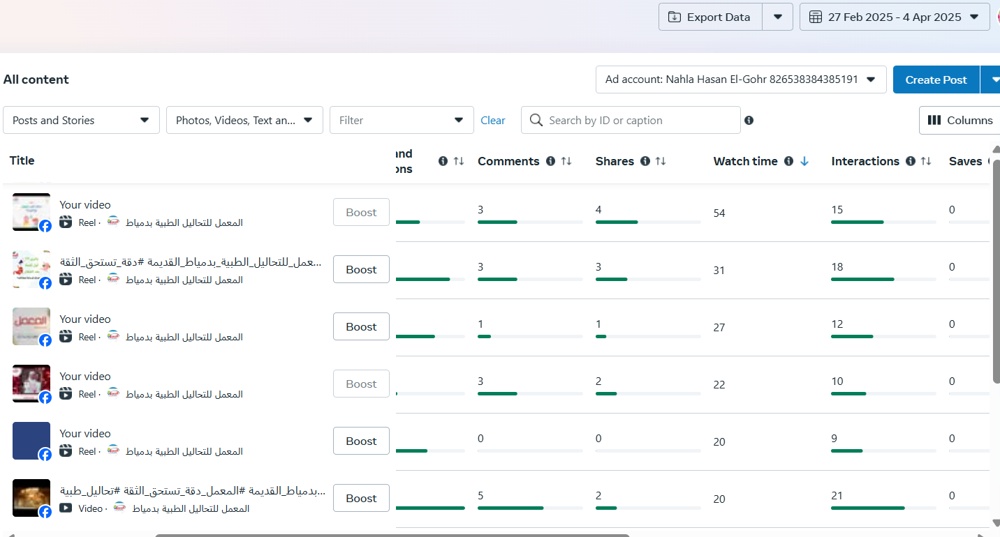 Export Data
27 Feb 2025 - 4 Apr 2025
All content
Ad account: Nahla Hasan El-Gohr 826538384385191
Create Post
Posts and Stories
Photos, Videos, Text an...
Filter
Clear
Search by ID or caption
Columns
Title
Comments
Shares
Watch time
Interactions
Saves
Your video
Reel · المعمل للتحاليل الطبية بدمياط
Boost
3
4
54
15
0
...عمل_للتحاليل_الطبية_بدمياط_القديمة #دقة_تستحق_الثقة
Reel · المعمل للتحاليل الطبية بدمياط
Boost
3
3
31
18
0
Your video
Reel · المعمل للتحاليل الطبية بدمياط
Boost
1
1
27
12
0
Your video
Reel · المعمل للتحاليل الطبية بدمياط
Boost
3
2
22
10
0
Your video
Reel · المعمل للتحاليل الطبية بدمياط
Boost
0
0
20
9
0
...بدمياط_القديمة #المعمل_دقة_تستحق_الثقة #تحاليل_طبية
Video · المعمل للتحاليل الطبية بدمياط
Boost
5
2
20
21
0